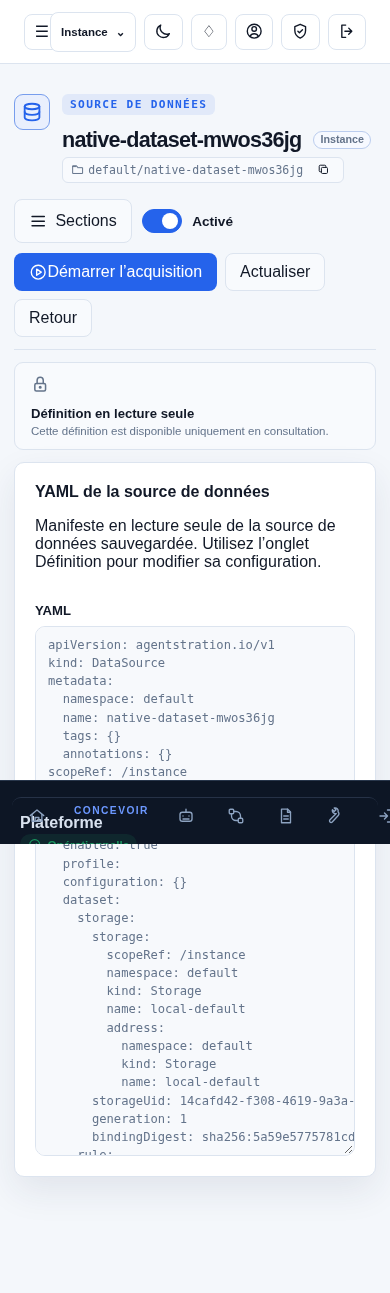 Instance
SOURCE DE DONNÉES
native-dataset-mwos36jg
Instance
default/native-dataset-mwos36jg
Sections
Activé
Démarrer l’acquisition
Actualiser
Retour
Définition en lecture seule
Cette définition est disponible uniquement en consultation.
YAML de la source de données
Manifeste en lecture seule de la source de
données sauvegardée. Utilisez l’onglet
Définition pour modifier sa configuration.
YAML
apiVersion: agentstration.io/v1
kind: DataSource
metadata:
namespace: default
name: native-dataset-mwos36jg
tags: {}
annotations: {}
scopeRef: /instance
CONCEVOIR
Plateforme
enabled: true
profile:
configuration: {}
dataset:
storage:
storage:
scopeRef: /instance
namespace: default
kind: Storage
name: local-default
address:
namespace: default
kind: Storage
name: local-default
storageUid: 14cafd42-f308-4619-9a3a-
generation: 1
bindingDigest: sha256:5a59e5775781cd
rule: